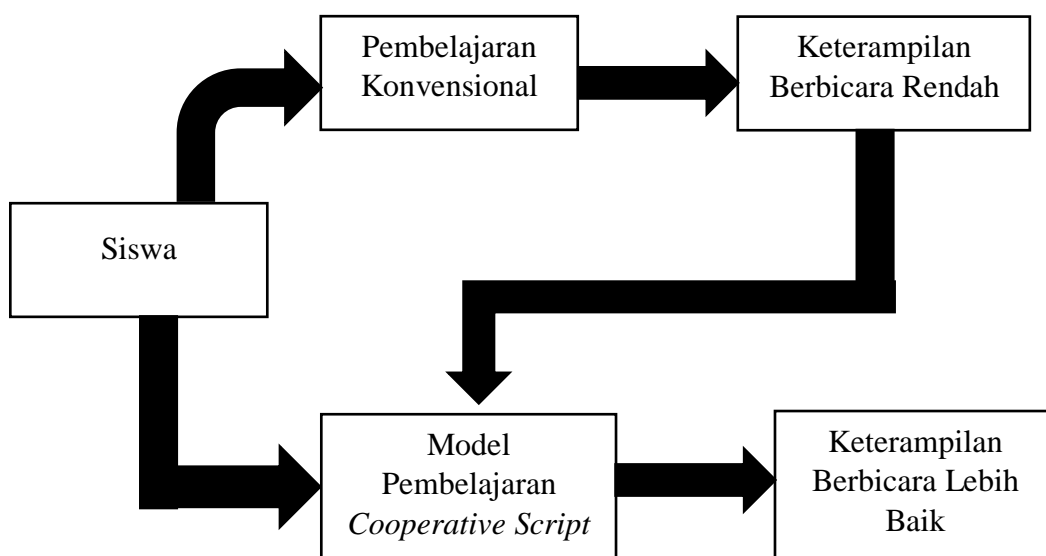 Pembelajaran
Konvensional
Keterampilan
Berbicara Rendah
Siswa
Model
Pembelajaran
Cooperative Script
Keterampilan
Berbicara Lebih
Baik